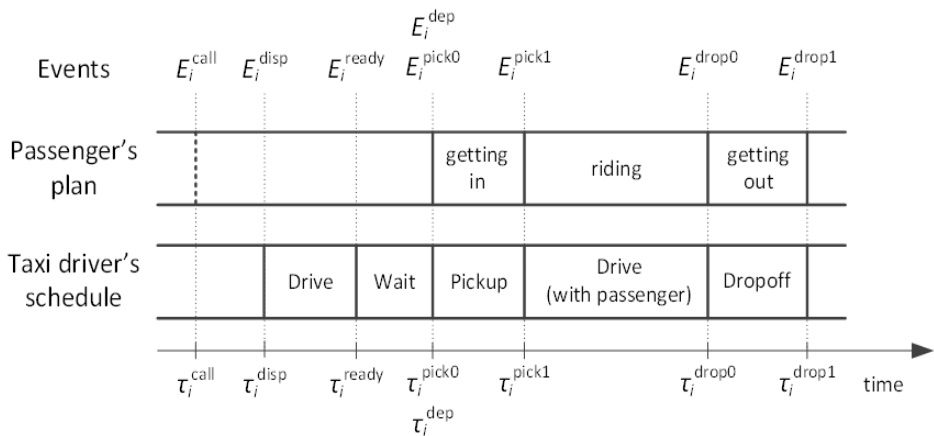 E_i^dep
Events E_i^call E_i^disp E_i^ready E_i^pick0 E_i^pick1 E_i^drop0 E_i^drop1
Passenger's
plan
getting
in
riding
getting
out
Taxi driver's
schedule
Drive
Wait
Pickup
Drive
(with passenger)
Dropoff
τ_i^call τ_i^disp τ_i^ready τ_i^pick0 τ_i^pick1 τ_i^drop0 τ_i^drop1 time
τ_i^dep